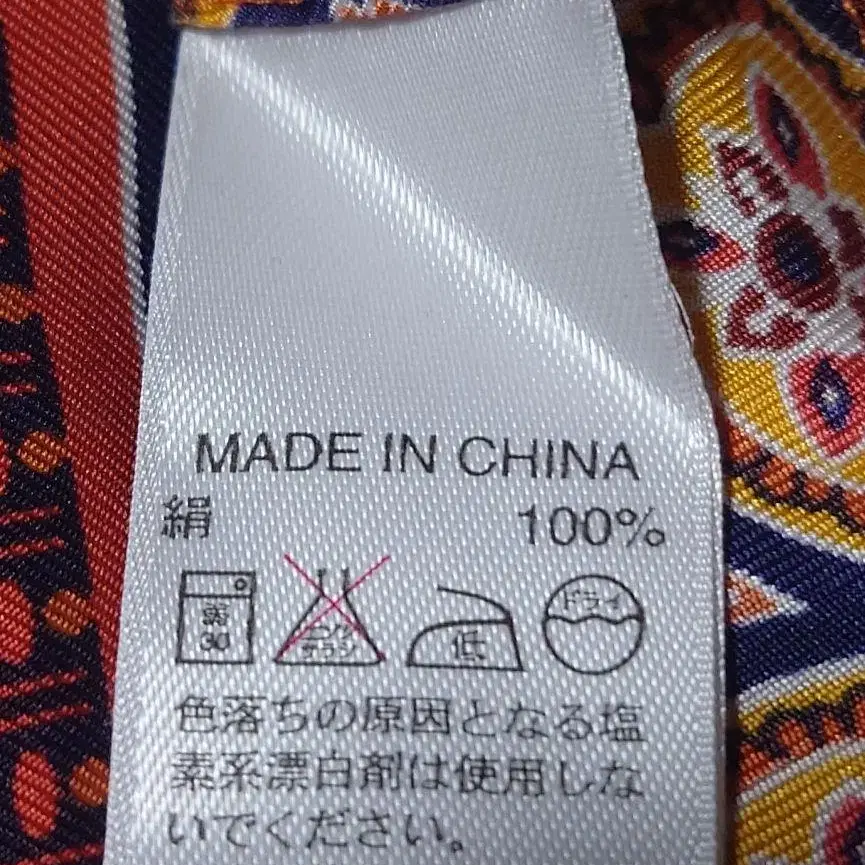 MADE IN CHINA
絹 100%
弱
30
エンソ
サラシ
低
ドライ
色落ちの原因となる塩
素系漂白剤は使用しな
いでください。